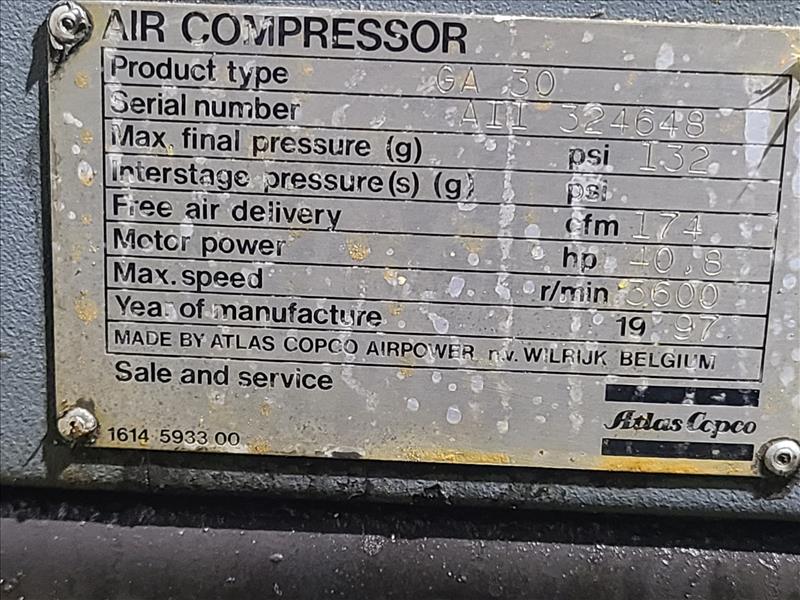 AIR COMPRESSOR
Product type GA 30
Serial number AII 324648
Max. final pressure (g) psi 132
Interstage pressure(s) (g) psi
Free air delivery cfm 174
Motor power hp 40.8
Max. speed r/min 3600
Year of manufacture 19 97
MADE BY ATLAS COPCO AIRPOWER n.v. WILRIJK BELGIUM
Sale and service
Atlas Copco
1614 5933 00